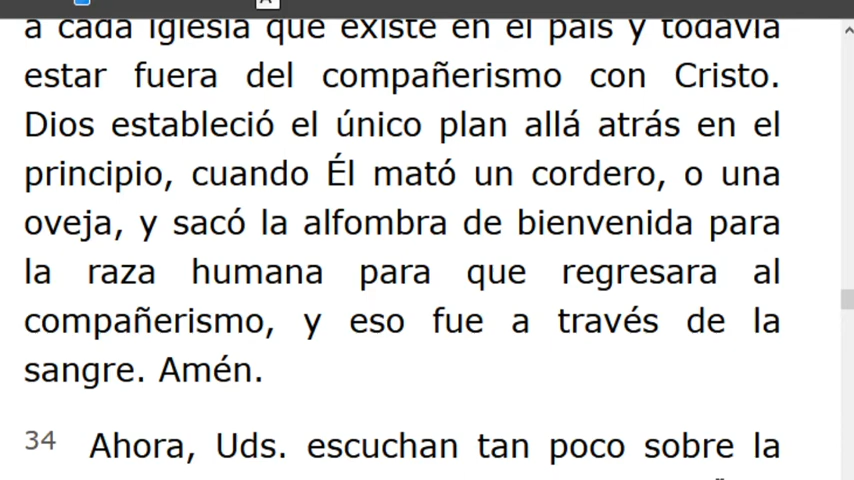 a cada iglesia que existe en el país y todavía
estar fuera del compañerismo con Cristo.
Dios estableció el único plan allá atrás en el
principio, cuando Él mató un cordero, o una
oveja, y sacó la alfombra de bienvenida para
la raza humana para que regresara al
compañerismo, y eso fue a través de la
sangre. Amén.
34 Ahora, Uds. escuchan tan poco sobre la